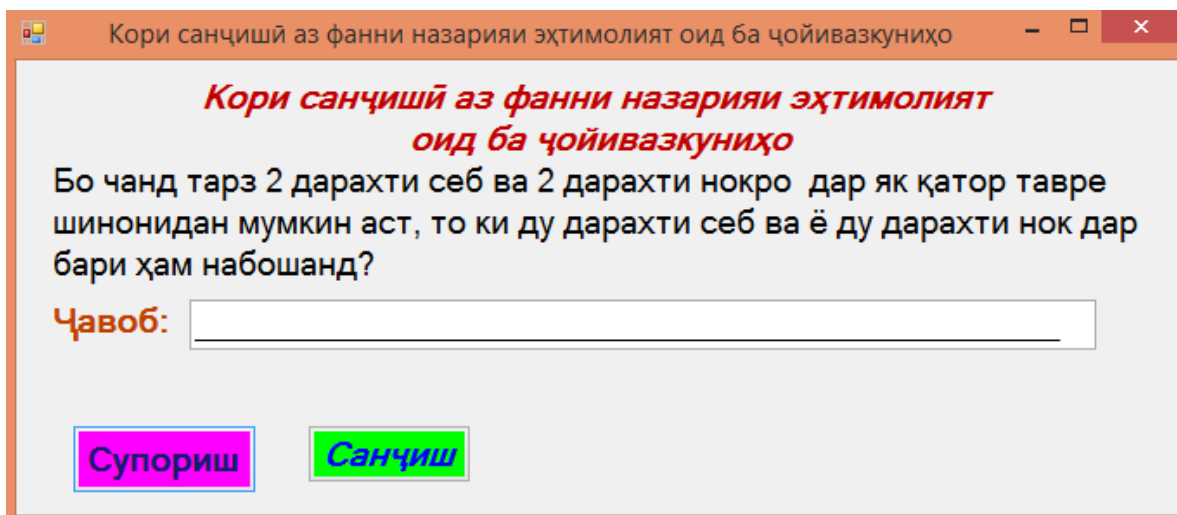 Кори санҷишӣ аз фанни назарияи эҳтимолият оид ба ҷойивазкуниҳо
Кори санҷишӣ аз фанни назарияи эҳтимолият
оид ба ҷойивазкуниҳо
Бо чанд тарз 2 дарахти себ ва 2 дарахти нокро дар як қатор тавре
шинонидан мумкин аст, то ки ду дарахти себ ва ё ду дарахти нок дар
бари ҳам набошанд?
Ҷавоб:
Супориш
Санҷиш